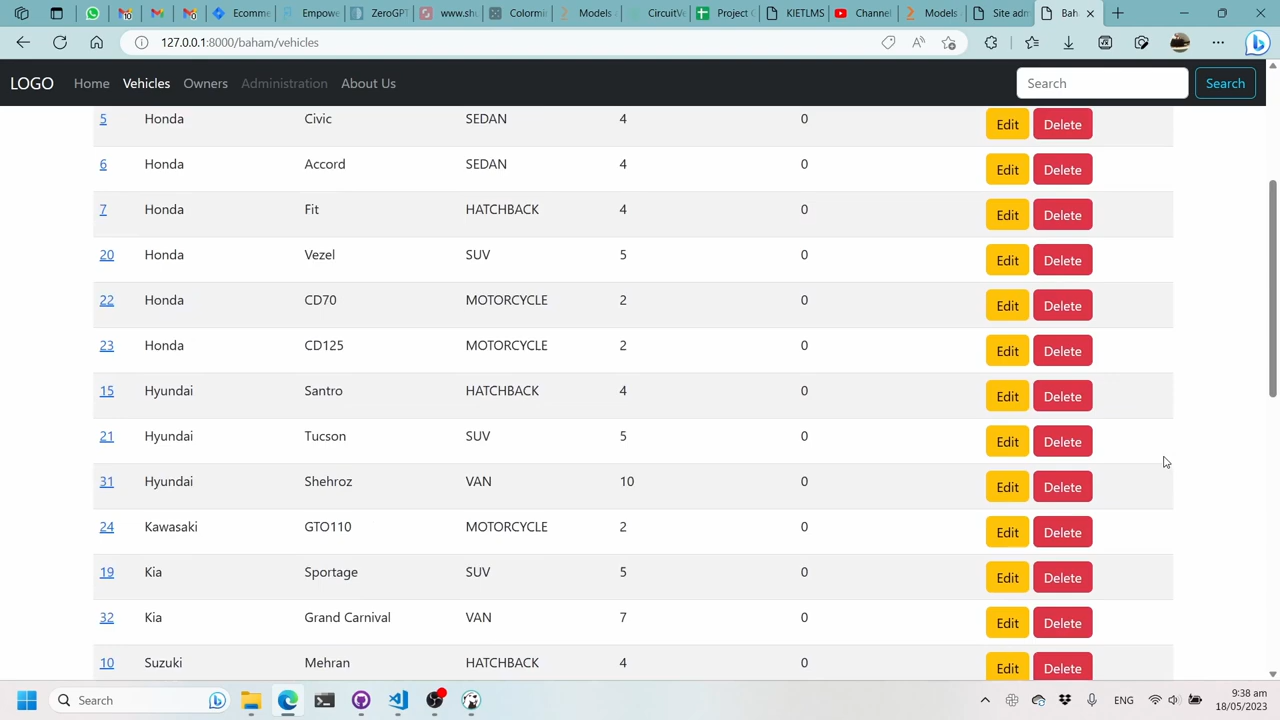 Ecomme
Empowe
ZeroGPT
www.shu
Colormin
Models
CircuitVe
Project C
KIETLMS
Channel
Models
Site adm
Bah
127.0.0.1:8000/baham/vehicles
LOGO Home Vehicles Owners Administration About Us Search Search
5 Honda Civic SEDAN 4 0 Edit Delete
6 Honda Accord SEDAN 4 0 Edit Delete
7 Honda Fit HATCHBACK 4 0 Edit Delete
20 Honda Vezel SUV 5 0 Edit Delete
22 Honda CD70 MOTORCYCLE 2 0 Edit Delete
23 Honda CD125 MOTORCYCLE 2 0 Edit Delete
15 Hyundai Santro HATCHBACK 4 0 Edit Delete
21 Hyundai Tucson SUV 5 0 Edit Delete
31 Hyundai Shehroz VAN 10 0 Edit Delete
24 Kawasaki GTO110 MOTORCYCLE 2 0 Edit Delete
19 Kia Sportage SUV 5 0 Edit Delete
32 Kia Grand Carnival VAN 7 0 Edit Delete
10 Suzuki Mehran HATCHBACK 4 0 Edit Delete
Search
ENG
9:38 am
18/05/2023